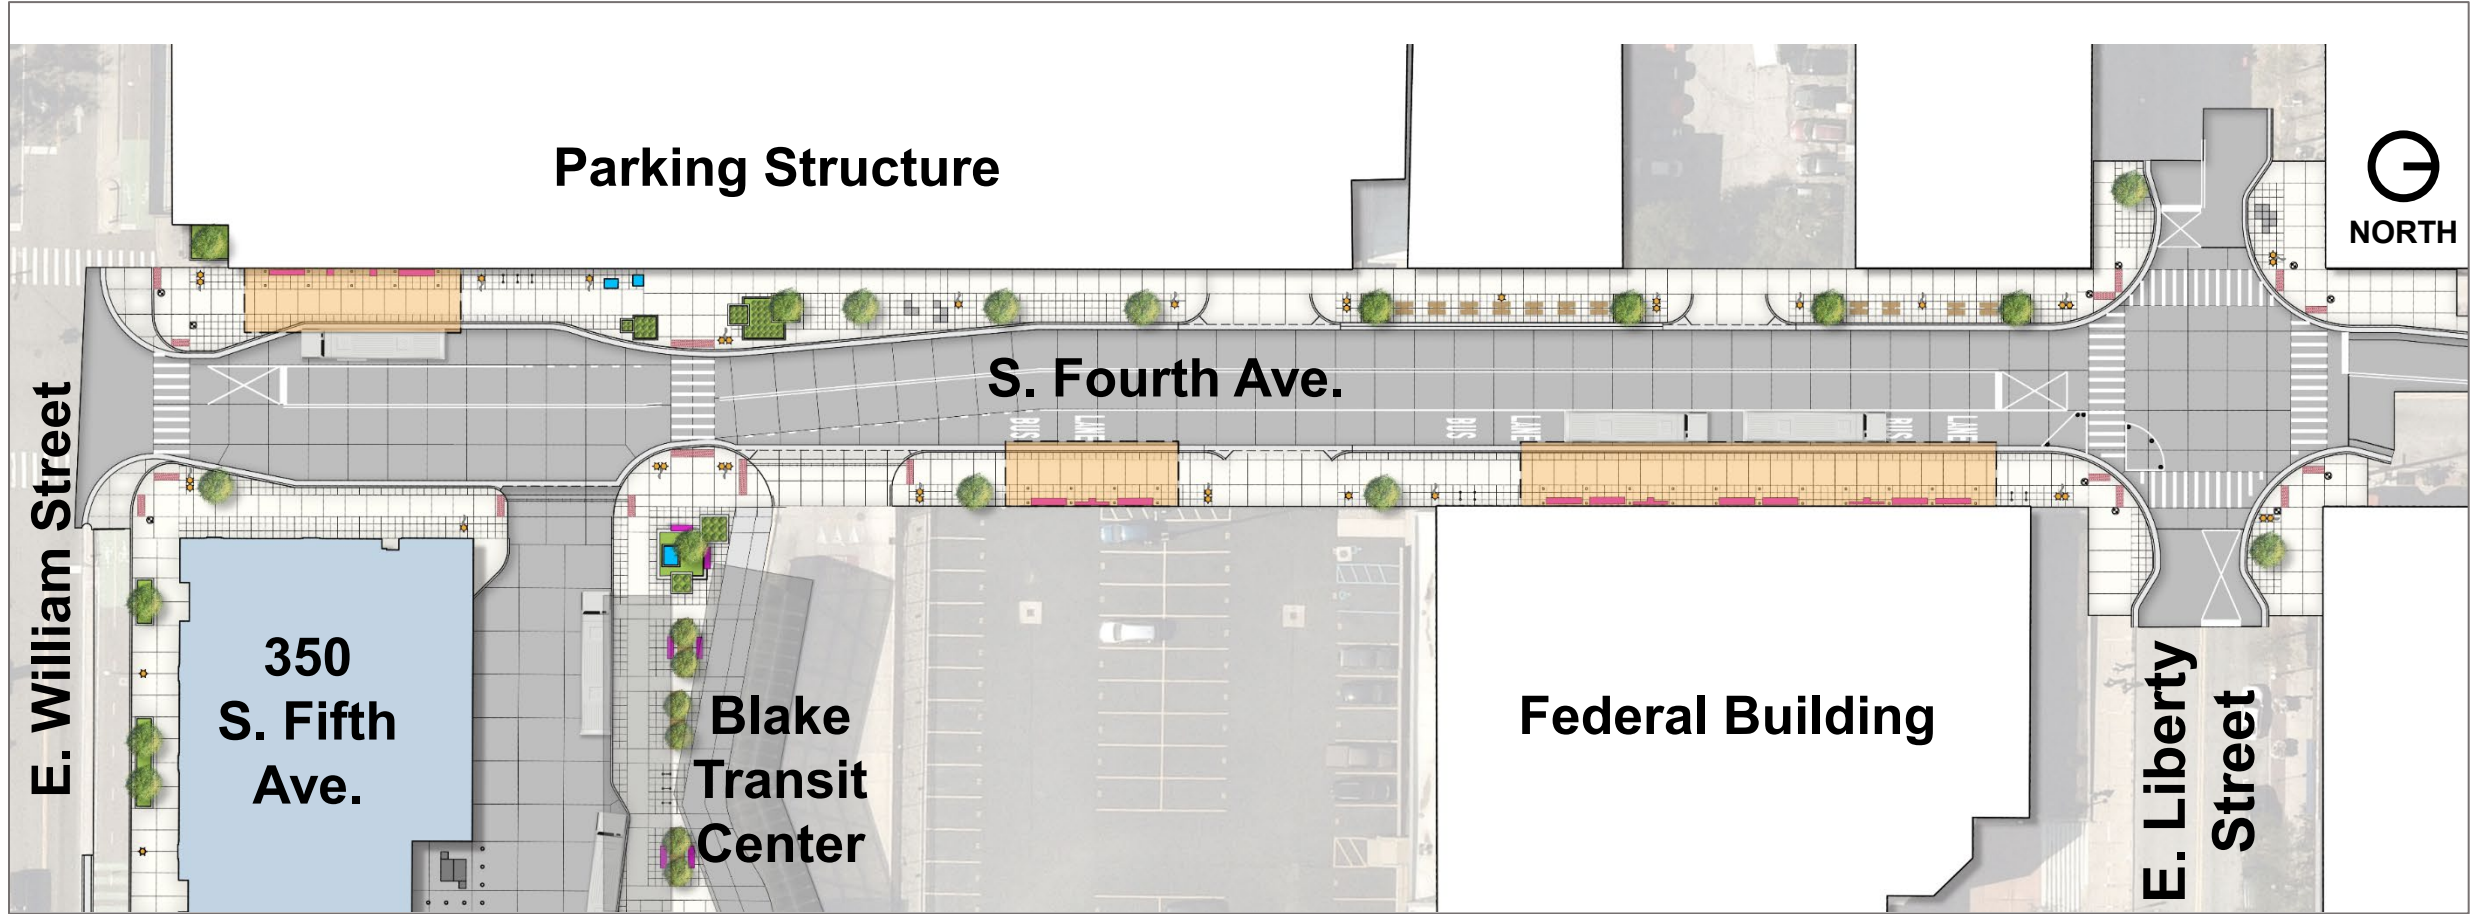 Parking Structure
NORTH
S. Fourth Ave.
BUS
LANE
BUS
LANE
BUS
LANE
E. William Street
350
S. Fifth
Ave.
Blake
Transit
Center
Federal Building
E. Liberty
Street